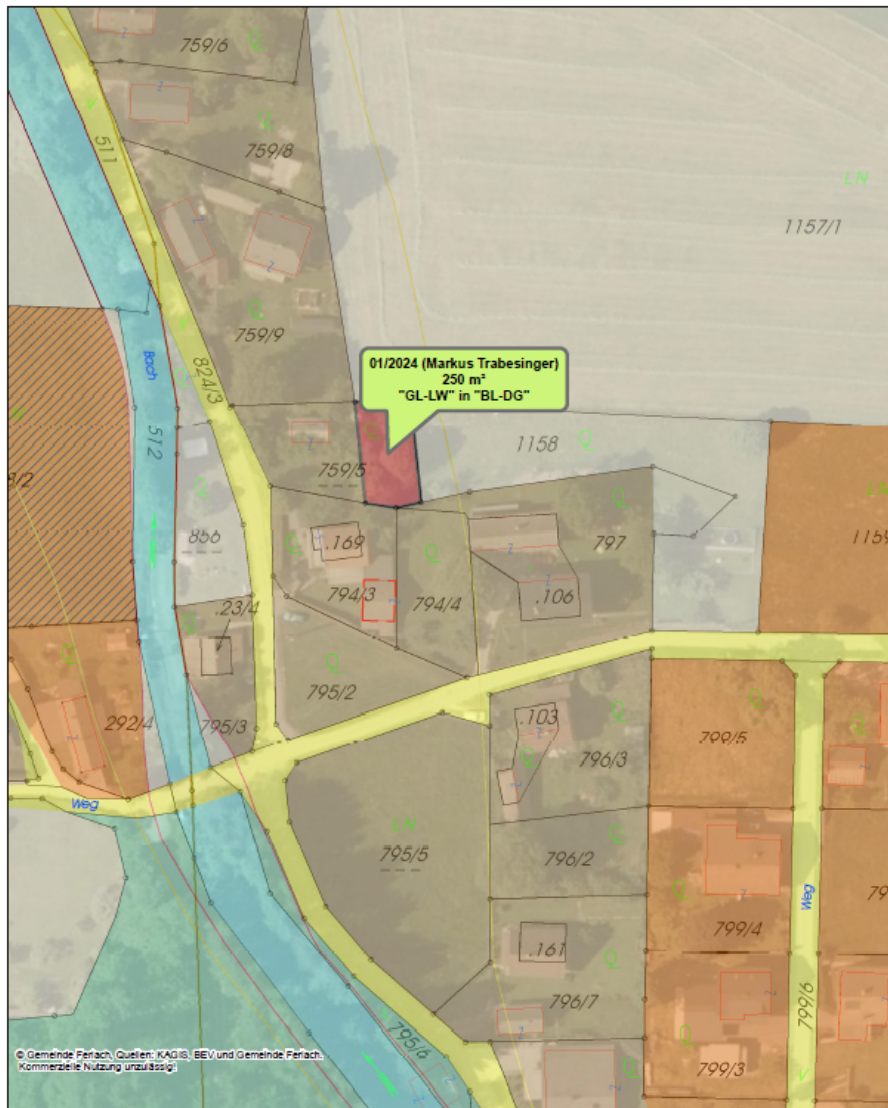 759/6
Q
759/8
Q
511
LN
1157/1
759/9
Q
824/3
Bach
512
01/2024 (Markus Trabesinger)
250 m²
"GL-LW" in "BL-DG"
759/5
1158
Q
LN
1159
856
Q
.169
Q
794/3
794/4
Q
797
Q
.106
.23/4
Q
795/2
Q
795/3
292/4
Q
.103
Q
796/3
Q
799/5
Q
Q
Weg
LN
795/5
796/2
Q
Weg
799/4
Q
.161
796/7
Q
799/6
795/6
799/3
Q
V
© Gemeinde Ferlach, Quellen: KAGIS, BEV und Gemeinde Ferlach.
Kommerzielle Nutzung unzulässig!